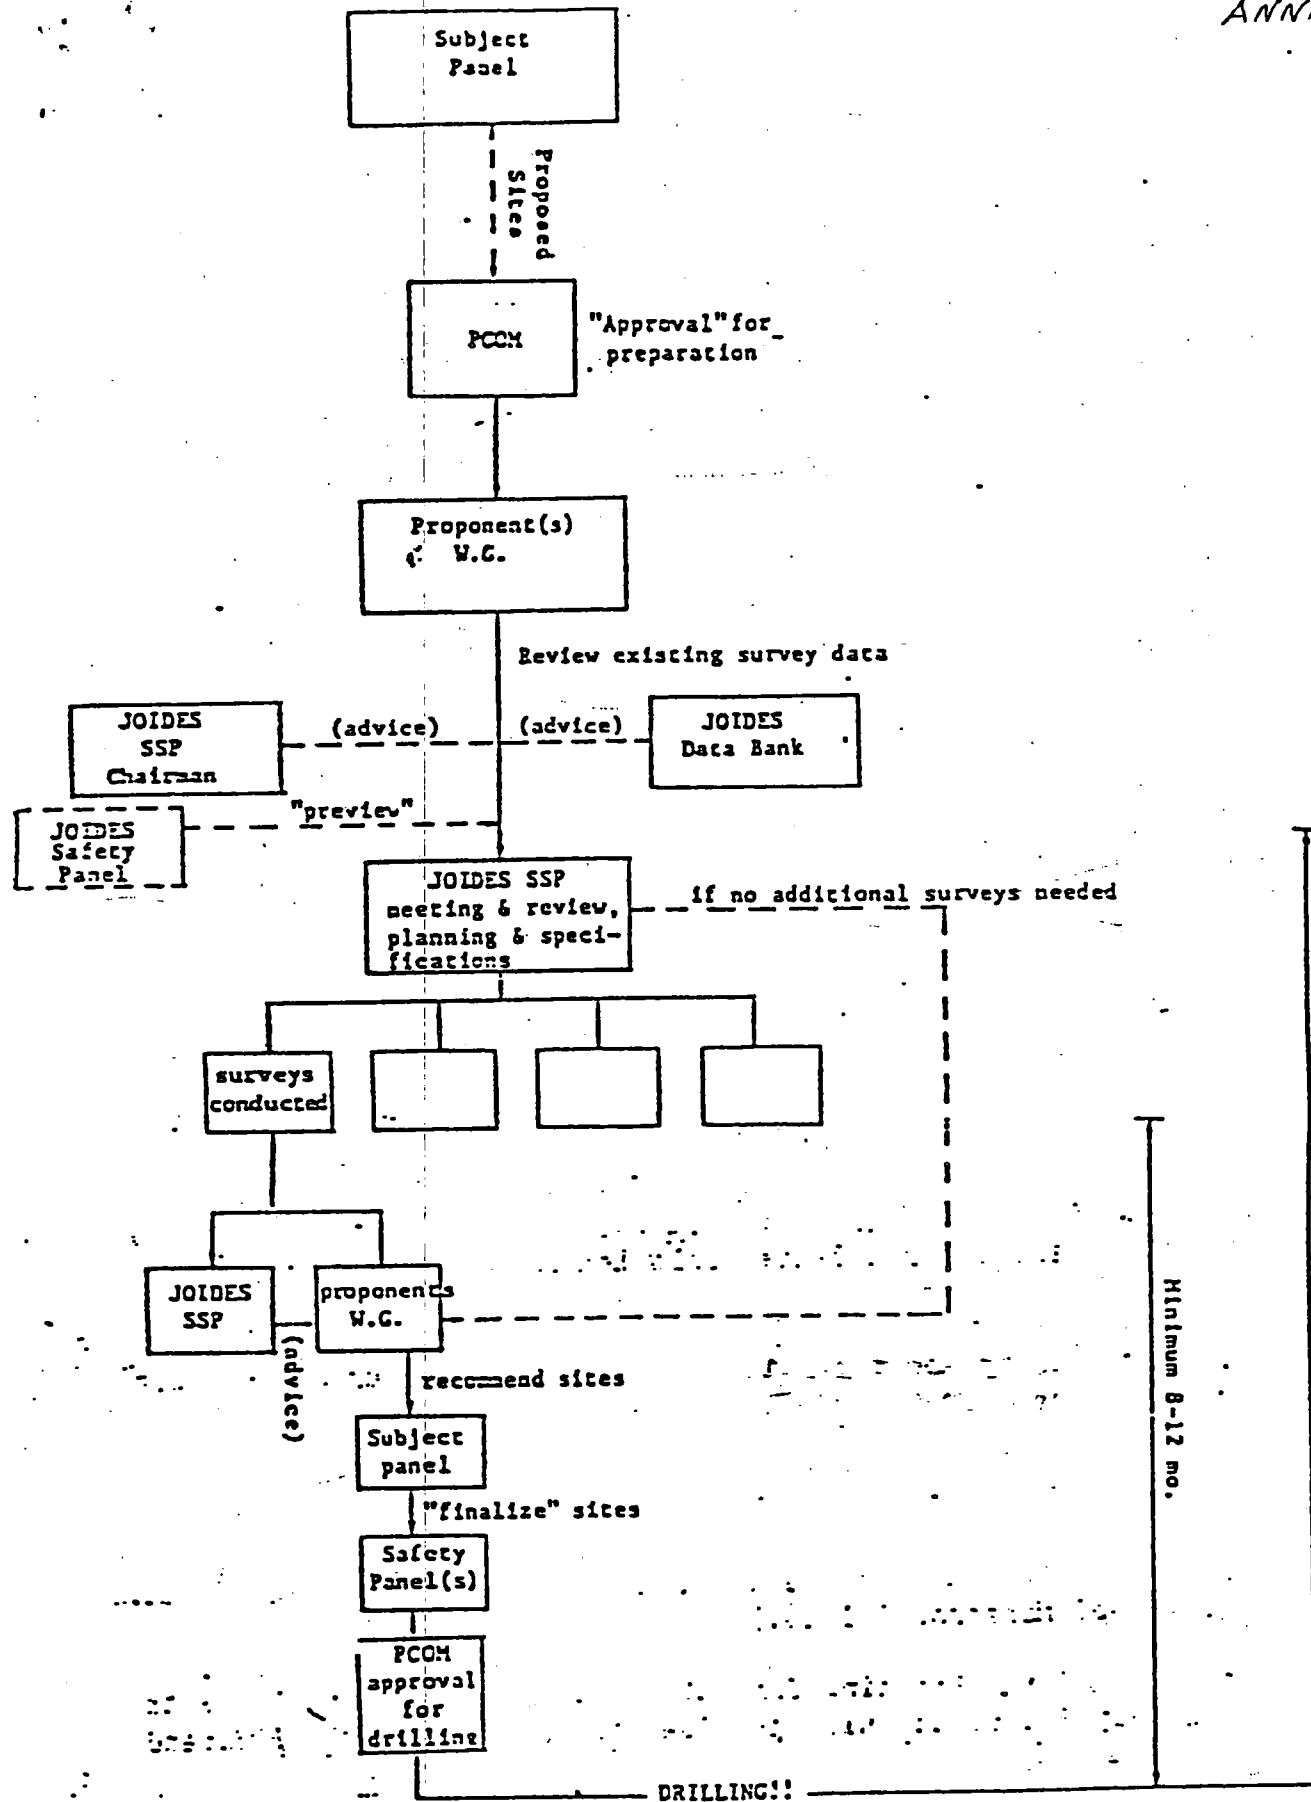 Subject
Panel
Proposed
Sites
PCOM
"Approval" for
preparation
Proponent(s)
W.G.
Review existing survey data
JOIDES
SSP
Chairman
(advice)
(advice)
JOIDES
Data Bank
"preview"
JOIDES
Safety
Panel
JOIDES SSP
meeting & review,
planning & speci-
fications
if no additional surveys needed
surveys
conducted
JOIDES
SSP
(advice)
proponents
W.G.
recommend sites
Subject
panel
"finalize" sites
Safety
Panel(s)
PCOM
approval
for
drilling
Minimum 8-12 mo.
DRILLING!!